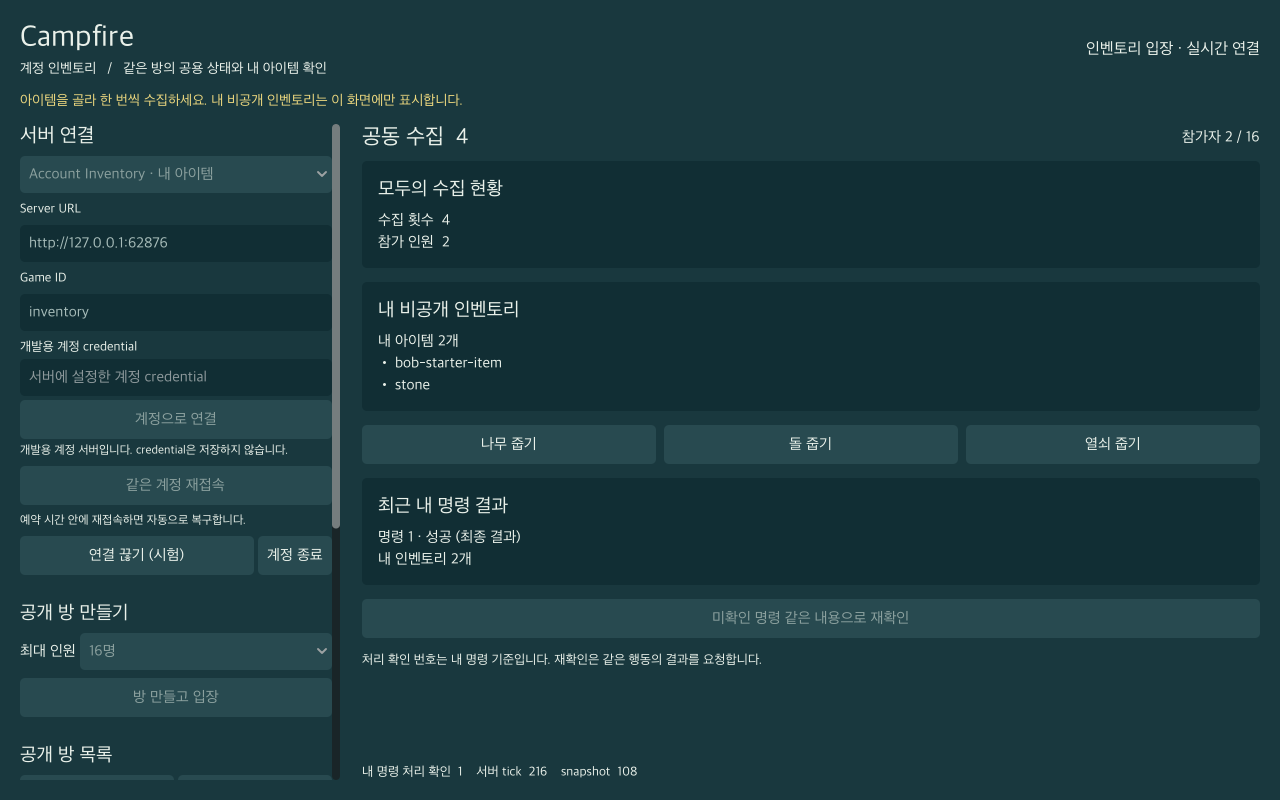 Campfire
계정 인벤토리 / 같은 방의 공용 상태와 내 아이템 확인
인벤토리 입장 · 실시간 연결
아이템을 골라 한 번씩 수집하세요. 내 비공개 인벤토리는 이 화면에만 표시합니다.
서버 연결
Account Inventory · 내 아이템
Server URL
http://127.0.0.1:62876
Game ID
inventory
개발용 계정 credential
서버에 설정한 계정 credential
계정으로 연결
개발용 계정 서버입니다. credential은 저장하지 않습니다.
같은 계정 재접속
예약 시간 안에 재접속하면 자동으로 복구합니다.
연결 끊기 (시험)
계정 종료
공개 방 만들기
최대 인원
16명
방 만들고 입장
공개 방 목록
공동 수집 4
참가자 2 / 16
모두의 수집 현황
수집 횟수 4
참가 인원 2
내 비공개 인벤토리
내 아이템 2개
• bob-starter-item
• stone
나무 줍기
돌 줍기
열쇠 줍기
최근 내 명령 결과
명령 1 · 성공 (최종 결과)
내 인벤토리 2개
미확인 명령 같은 내용으로 재확인
처리 확인 번호는 내 명령 기준입니다. 재확인은 같은 행동의 결과를 요청합니다.
내 명령 처리 확인 1 서버 tick 216 snapshot 108